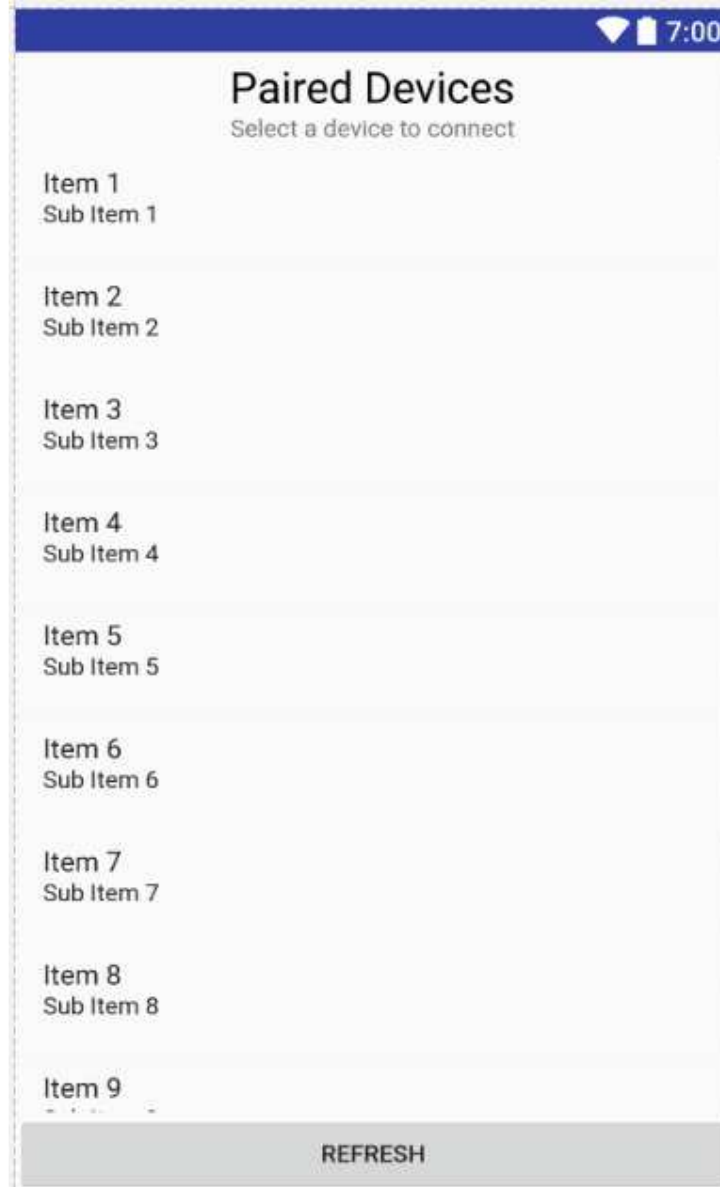 7:00
Paired Devices
Select a device to connect
Item 1
Sub Item 1
Item 2
Sub Item 2
Item 3
Sub Item 3
Item 4
Sub Item 4
Item 5
Sub Item 5
Item 6
Sub Item 6
Item 7
Sub Item 7
Item 8
Sub Item 8
Item 9
REFRESH